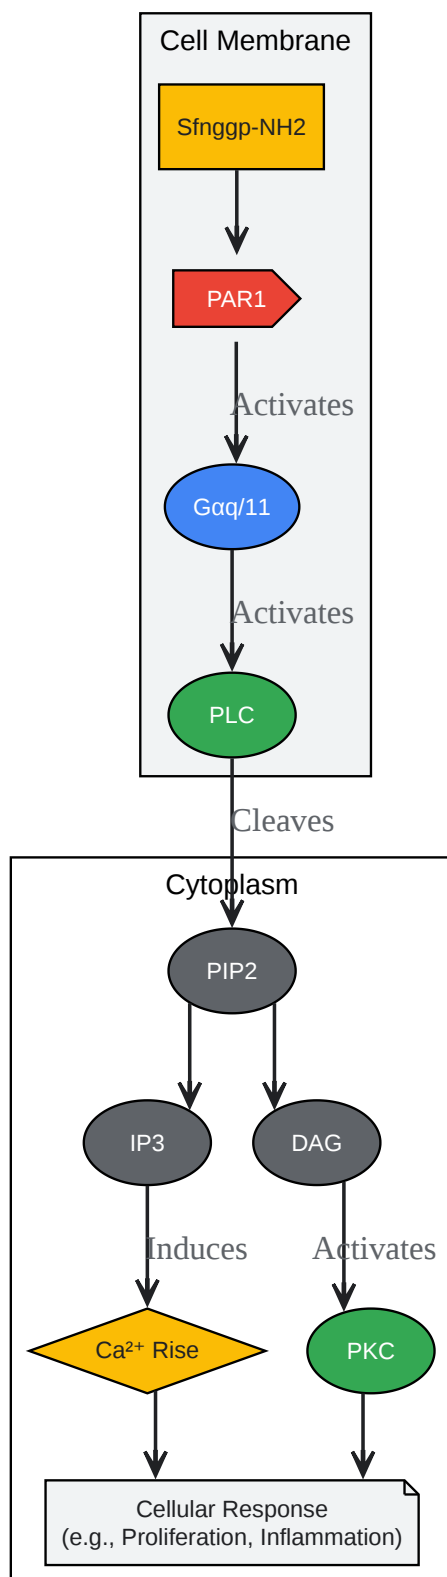 Cell Membrane
Sfnggp-NH2
PAR1
Activates
Gαq/11
Activates
PLC
Cleaves
Cytoplasm
PIP2
IP3
DAG
Induces
Activates
Ca²⁺ Rise
PKC
Cellular Response
(e.g., Proliferation, Inflammation)